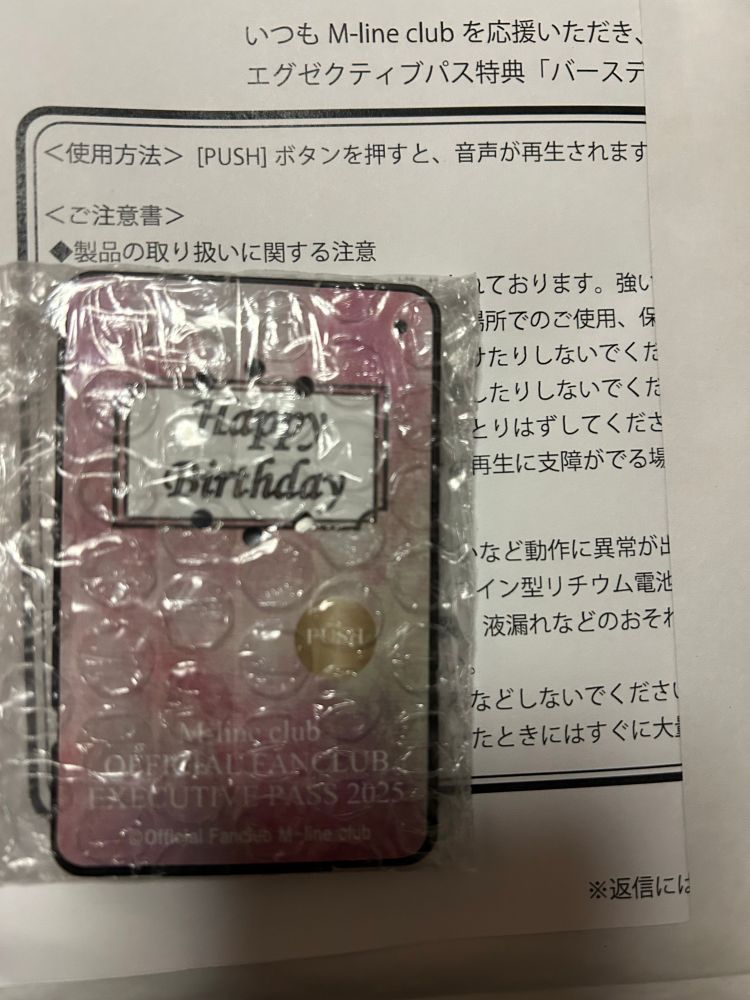 いつも M-line club を応援いただき、
エグゼクティブパス特典「バースデ
<使用方法> [PUSH] ボタンを押すと、音声が再生されます
<ご注意書>
◆製品の取り扱いに関する注意
れております。強い
場所でのご使用、保
けたりしないでくだ
したりしないでくだ
とりはずしてくださ
再生に支障がでる場
いなど動作に異常が出
イン型リチウム電池
液漏れなどのおそれ
。
などしないでください
たときにはすぐに大量
※返信には
Happy
Birthday
PUSH
M-line club
OFFICIAL FANCLUB
EXECUTIVE PASS 2025
©Official Fanclub M-line club